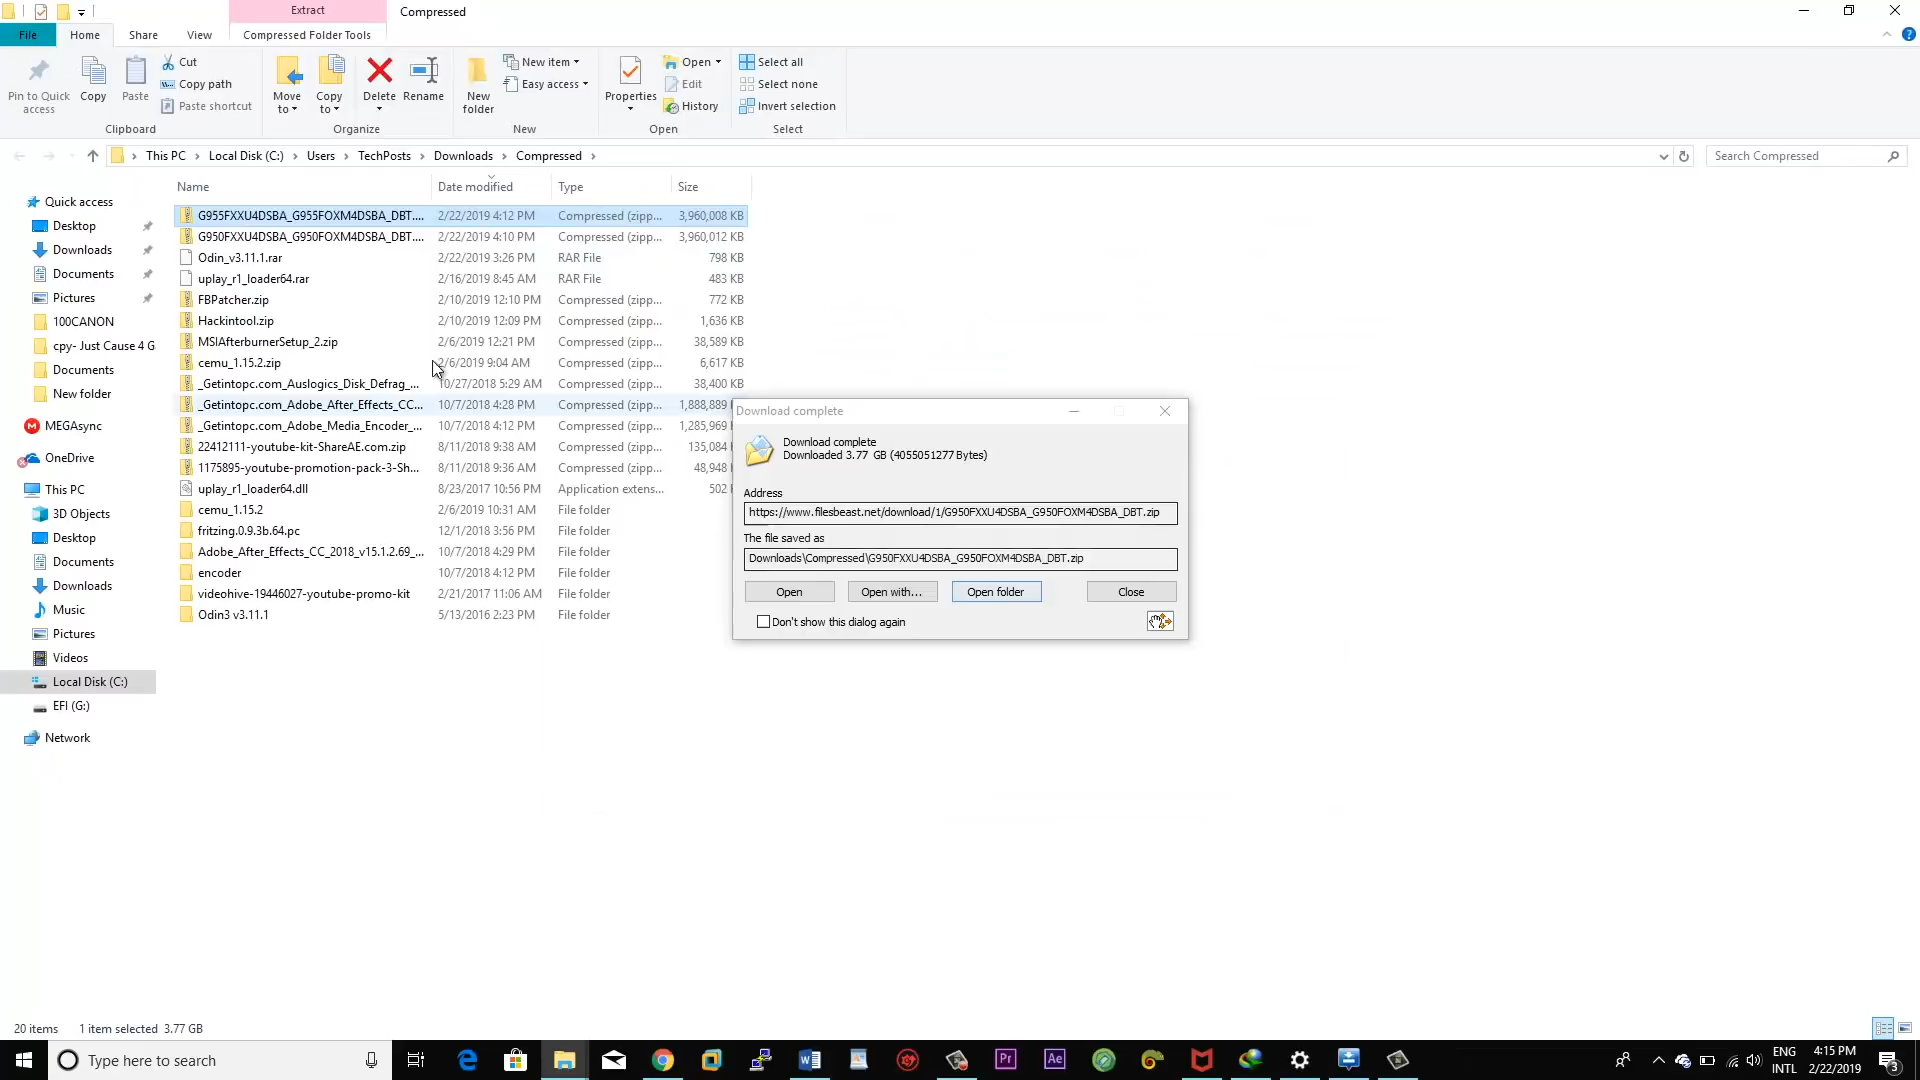 Extract
Compressed
File
Home
Share
View
Compressed Folder Tools
Pin to Quick access
Copy
Paste
Cut
Copy path
Paste shortcut
Clipboard
Move to
Copy to
Delete
Rename
Organize
New folder
New item
Easy access
New
Properties
Open
Edit
History
Open
Select all
Select none
Invert selection
Select
This PC > Local Disk (C:) > Users > TechPosts > Downloads > Compressed >
Search Compressed
Name Date modified Type Size
G955FXXU4DSBA_G955FOXM4DSBA_DBT.... 2/22/2019 4:12 PM Compressed (zipp... 3,960,008 KB
G950FXXU4DSBA_G950FOXM4DSBA_DBT.... 2/22/2019 4:10 PM Compressed (zipp... 3,960,012 KB
Odin_v3.11.1.rar 2/22/2019 3:26 PM RAR File 798 KB
uplay_r1_loader64.rar 2/16/2019 8:45 AM RAR File 483 KB
FBPatcher.zip 2/10/2019 12:10 PM Compressed (zipp... 772 KB
Hackintool.zip 2/10/2019 12:09 PM Compressed (zipp... 1,636 KB
MSIAfterburnerSetup_2.zip 2/6/2019 12:21 PM Compressed (zipp... 38,589 KB
cemu_1.15.2.zip 2/6/2019 9:04 AM Compressed (zipp... 6,617 KB
_Getintopc.com_Auslogics_Disk_Defrag_... 10/27/2018 5:29 AM Compressed (zipp... 38,400 KB
_Getintopc.com_Adobe_After_Effects_CC... 10/7/2018 4:28 PM Compressed (zipp... 1,888,889
_Getintopc.com_Adobe_Media_Encoder_... 10/7/2018 4:12 PM Compressed (zipp... 1,285,969
22412111-youtube-kit-ShareAE.com.zip 8/11/2018 9:38 AM Compressed (zipp... 135,084
1175895-youtube-promotion-pack-3-Sh... 8/11/2018 9:36 AM Compressed (zipp... 48,948
uplay_r1_loader64.dll 8/23/2017 10:56 PM Application extens... 502
cemu_1.15.2 2/6/2019 10:31 AM File folder
fritzing.0.9.3b.64.pc 12/1/2018 3:56 PM File folder
Adobe_After_Effects_CC_2018_v15.1.2.69_... 10/7/2018 4:29 PM File folder
encoder 10/7/2018 4:12 PM File folder
videohive-19446027-youtube-promo-kit 2/21/2017 11:06 AM File folder
Odin3 v3.11.1 5/13/2016 2:23 PM File folder
Quick access
Desktop
Downloads
Documents
Pictures
100CANON
cpy- Just Cause 4 G
Documents
New folder
MEGAsync
OneDrive
This PC
3D Objects
Desktop
Documents
Downloads
Music
Pictures
Videos
Local Disk (C:)
EFI (G:)
Network
Download complete
Download complete
Downloaded 3.77 GB (4055051277 Bytes)
Address
https://www.filesbeast.net/download/1/G950FXXU4DSBA_G950FOXM4DSBA_DBT.zip
The file saved as
Downloads\Compressed\G950FXXU4DSBA_G950FOXM4DSBA_DBT.zip
Open
Open with...
Open folder
Close
Don't show this dialog again
20 items 1 item selected 3.77 GB
Type here to search
Pr
Ae
ENG
INTL
4:15 PM
2/22/2019
3